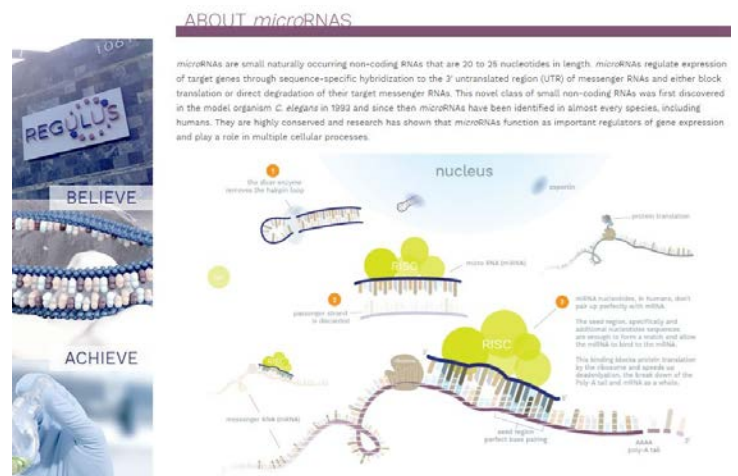 ABOUT microRNAS
microRNAs are small naturally occurring non-coding RNAs that are 20 to 25 nucleotides in length. microRNAs regulate expression
of target genes through sequence-specific hybridization to the 3' untranslated region (UTR) of messenger RNAs and either block
translation or direct degradation of their target messenger RNAs. This novel class of small non-coding RNAs was first discovered
in the model organism C. elegans in 1993 and since then microRNAs have been identified in almost every species, including
humans. They are highly conserved and research has shown that microRNAs function as important regulators of gene expression
and play a role in multiple cellular processes.
REGULUS
BELIEVE
ACHIEVE
nucleus
1
the dicer enzyme
removes the hairpin loop
exportin
protein translation
RISC
micro RNA (miRNA)
2
passenger strand
is discarded
3
miRNA nucleotides, in humans, don't
pair up perfectly with mRNA.
The seed region, specifically and
additional nucleotides sequences
are enough to form a match and allow
the miRNA to bind to the mRNA.
This binding blocks protein translation
by the ribosome and speeds up
deadenylation, the break down of the
Poly-A tail and mRNA as a whole.
RISC
3'
5'
messenger RNA (mRNA)
seed region
perfect base pairing
AAAA
poly-A tail
3'